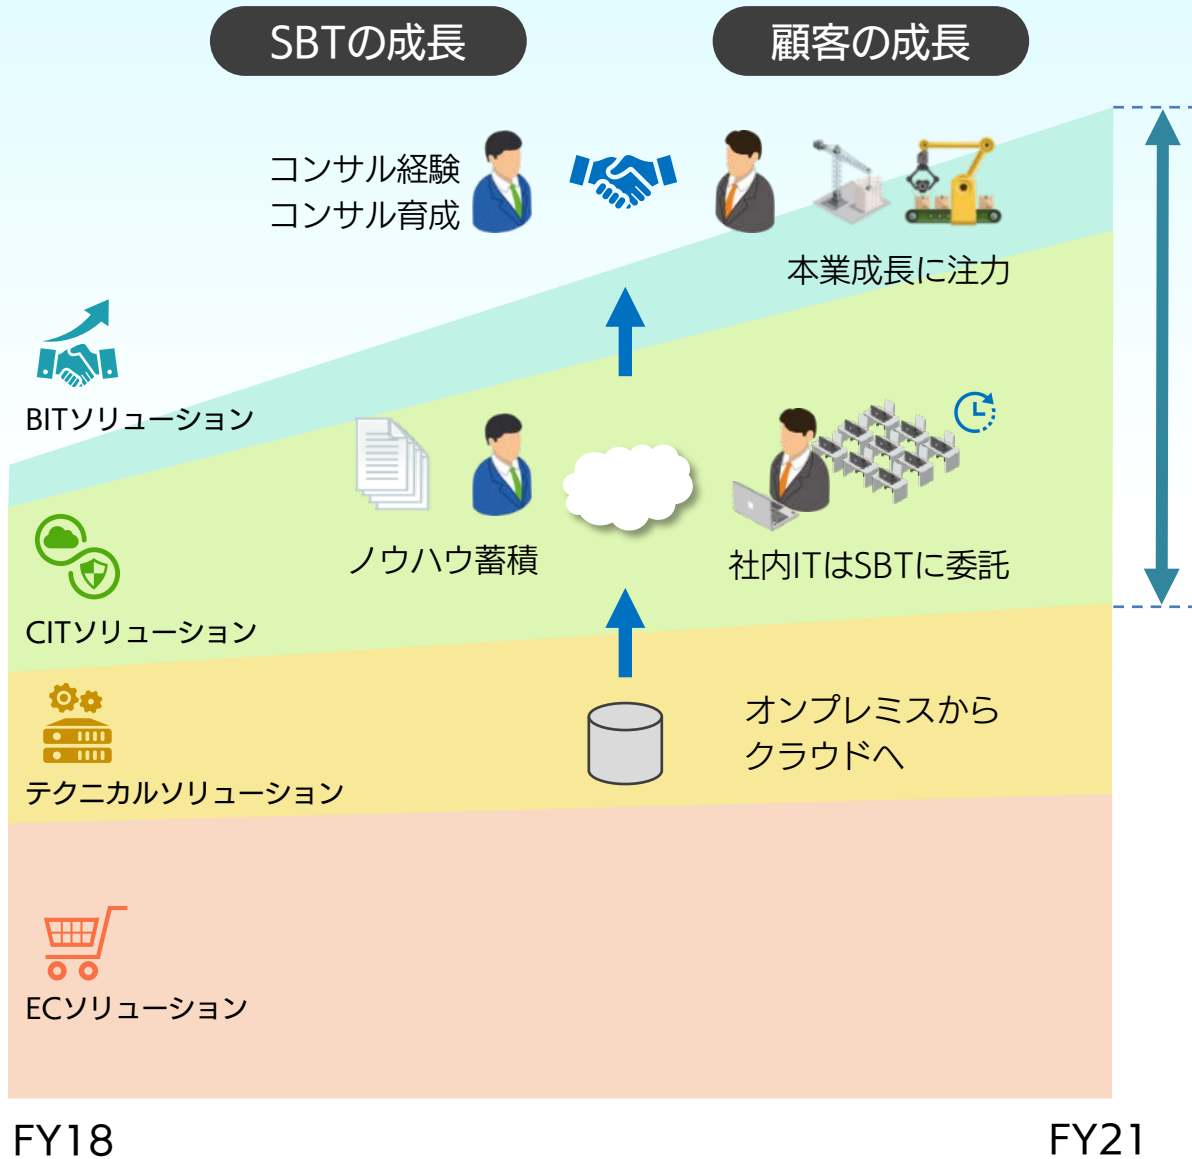 SBTの成長
顧客の成長
コンサル経験
コンサル育成
本業成長に注力
BITソリューション
ノウハウ蓄積
社内ITはSBTに委託
CITソリューション
オンプレミスから
クラウドへ
テクニカルソリューション
ECソリューション
FY18
FY21